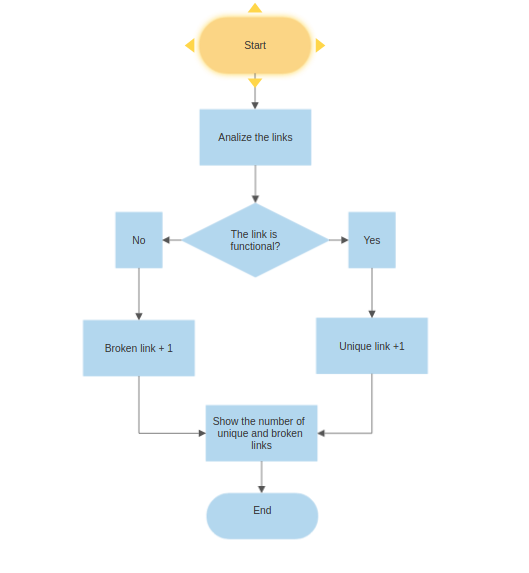 Start
Analize the links
The link is
functional?
No
Yes
Broken link + 1
Unique link +1
Show the number of
unique and broken
links
End